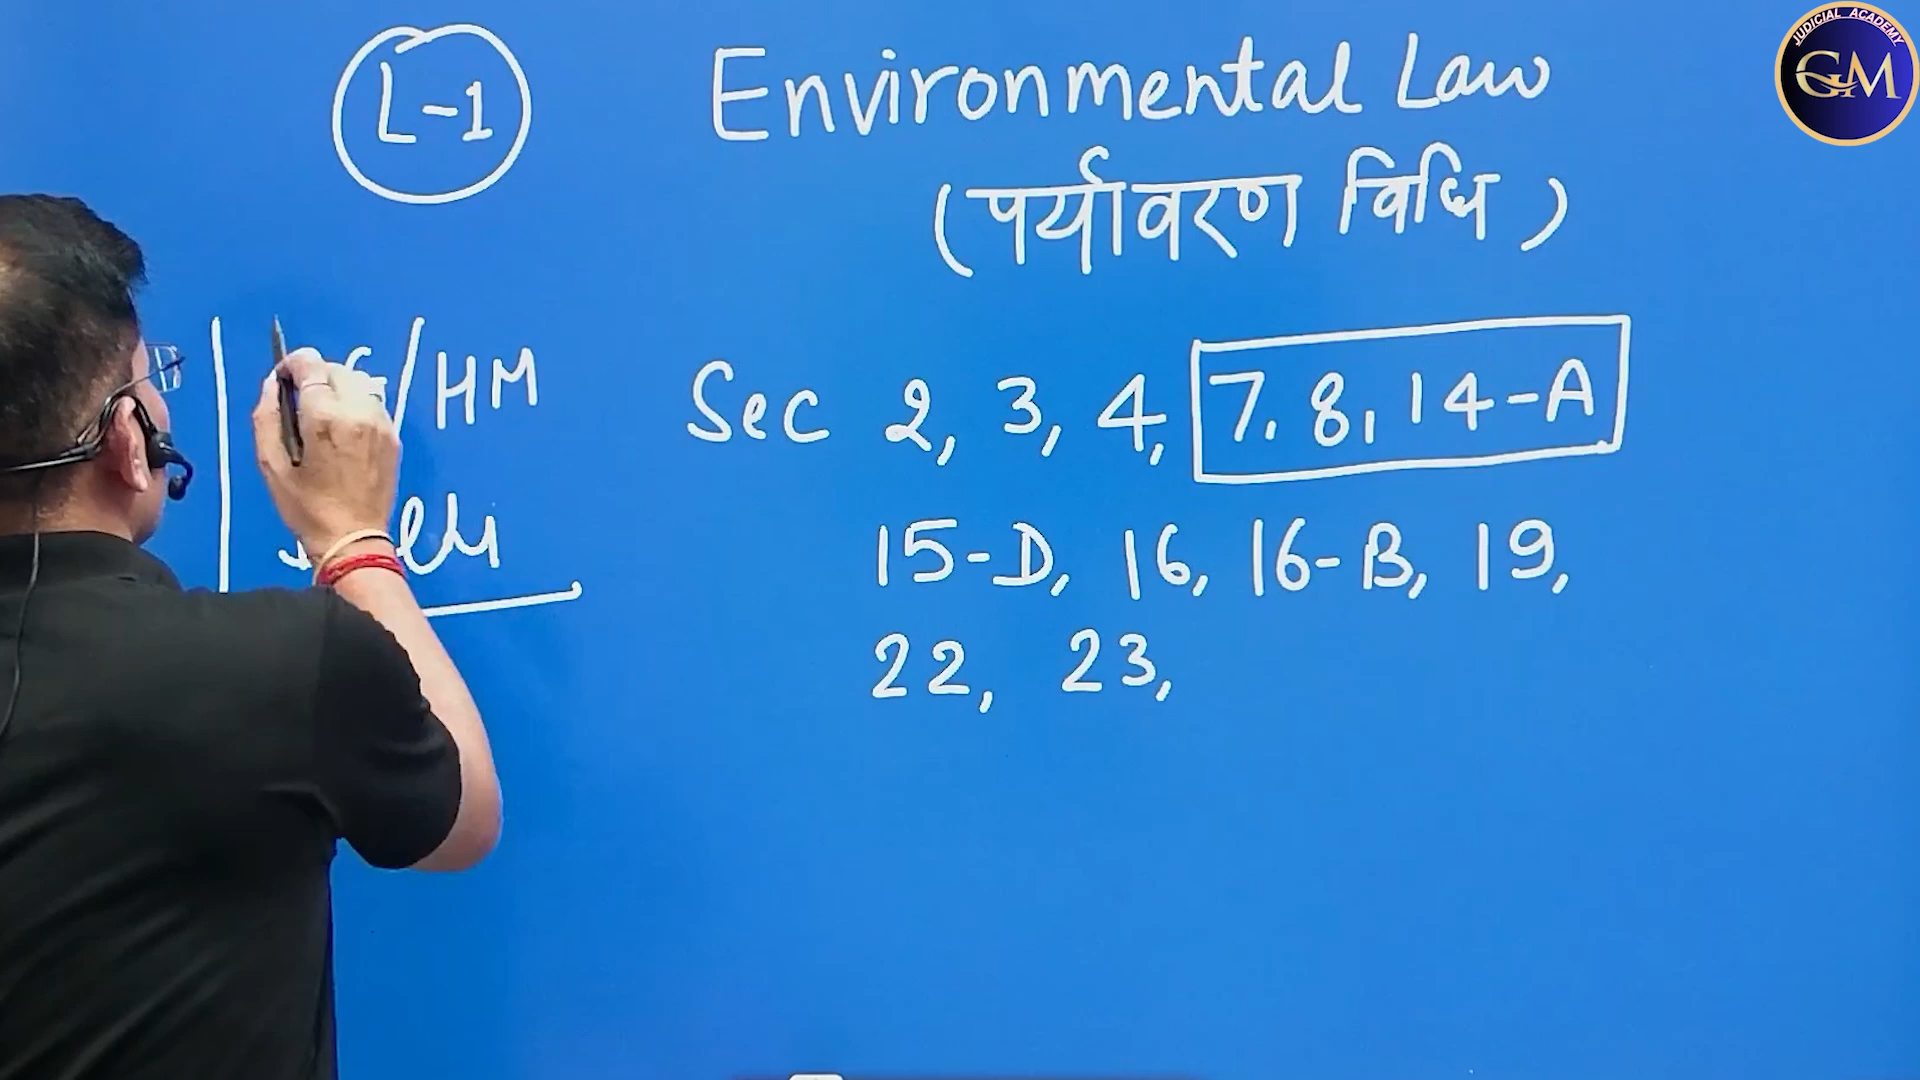 JUDICIAL ACADEMY
GM
L-1
Environmental Law
(पर्यावरण विधि)
/HM
Sec 2, 3, 4, 7, 8, 14-A
15-D, 16, 16-B, 19,
22, 23,